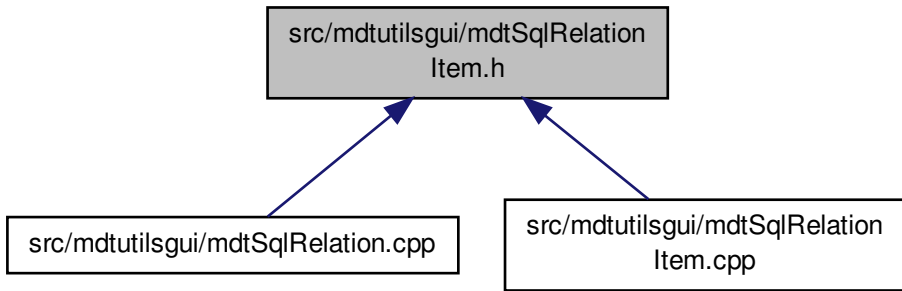 src/mdtutilsgui/mdtSqlRelation
Item.h
src/mdtutilsgui/mdtSqlRelation.cpp
src/mdtutilsgui/mdtSqlRelation
Item.cpp